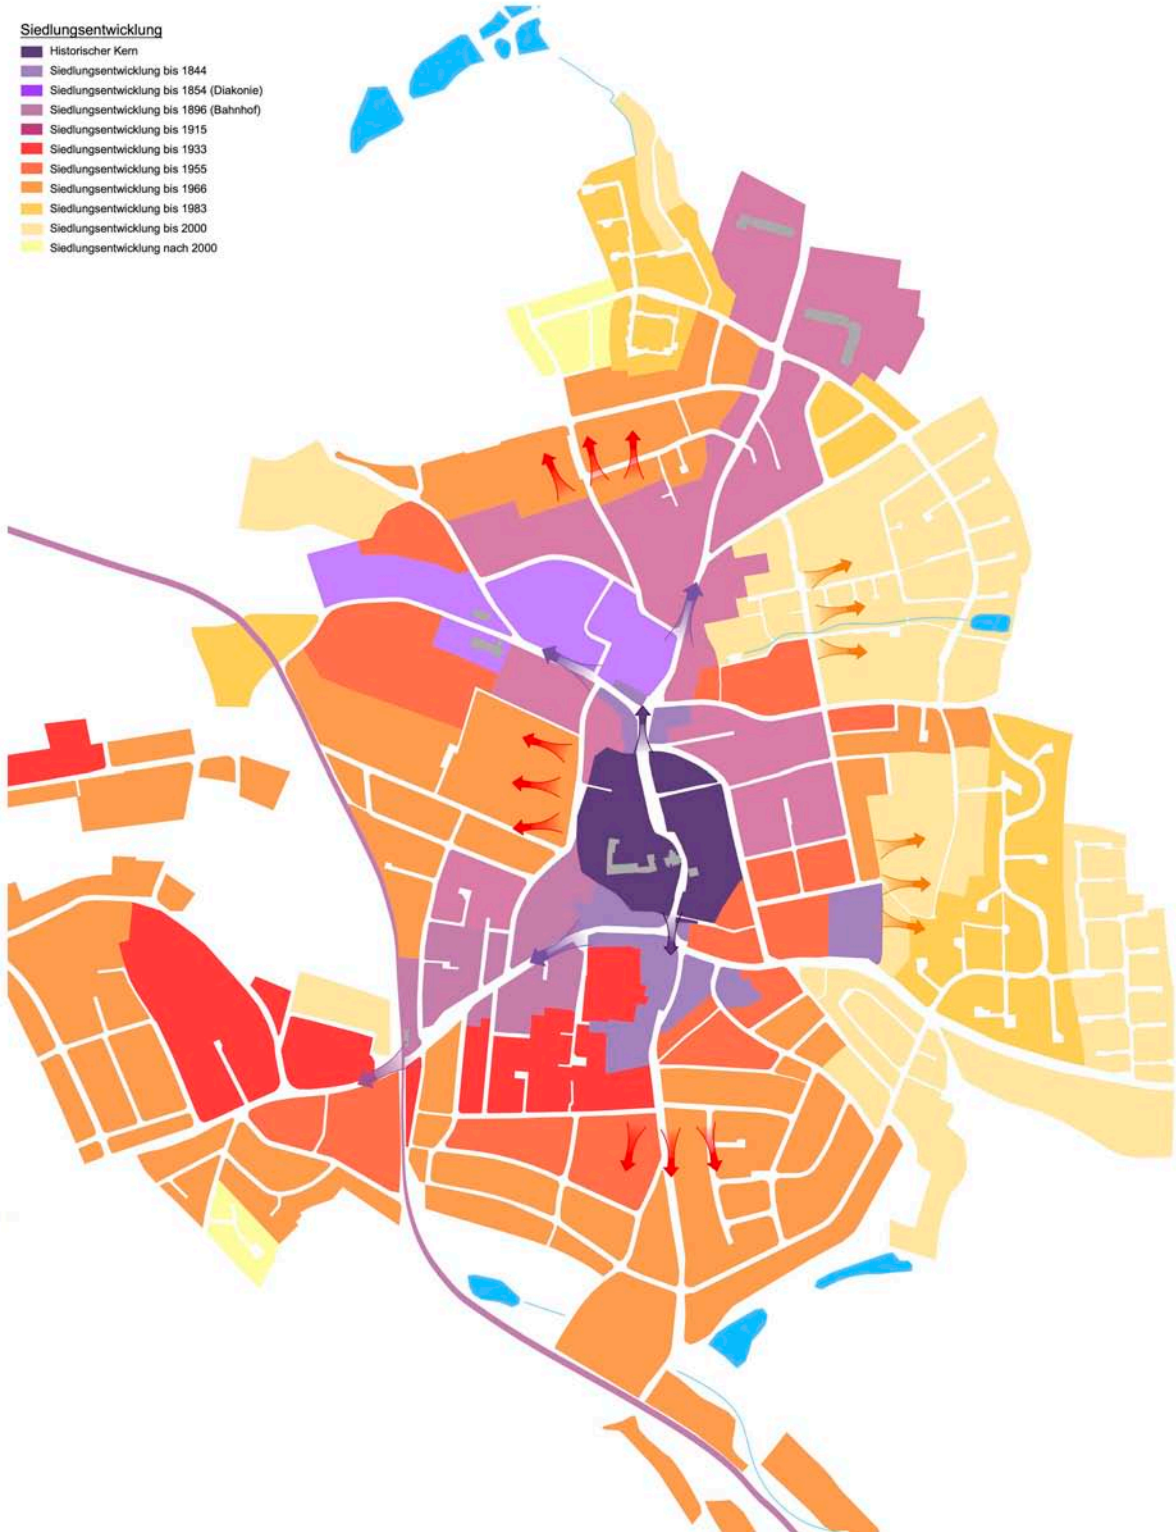 Siedlungsentwicklung
Historischer Kern
Siedlungsentwicklung bis 1844
Siedlungsentwicklung bis 1854 (Diakonie)
Siedlungsentwicklung bis 1896 (Bahnhof)
Siedlungsentwicklung bis 1915
Siedlungsentwicklung bis 1933
Siedlungsentwicklung bis 1955
Siedlungsentwicklung bis 1966
Siedlungsentwicklung bis 1983
Siedlungsentwicklung bis 2000
Siedlungsentwicklung nach 2000